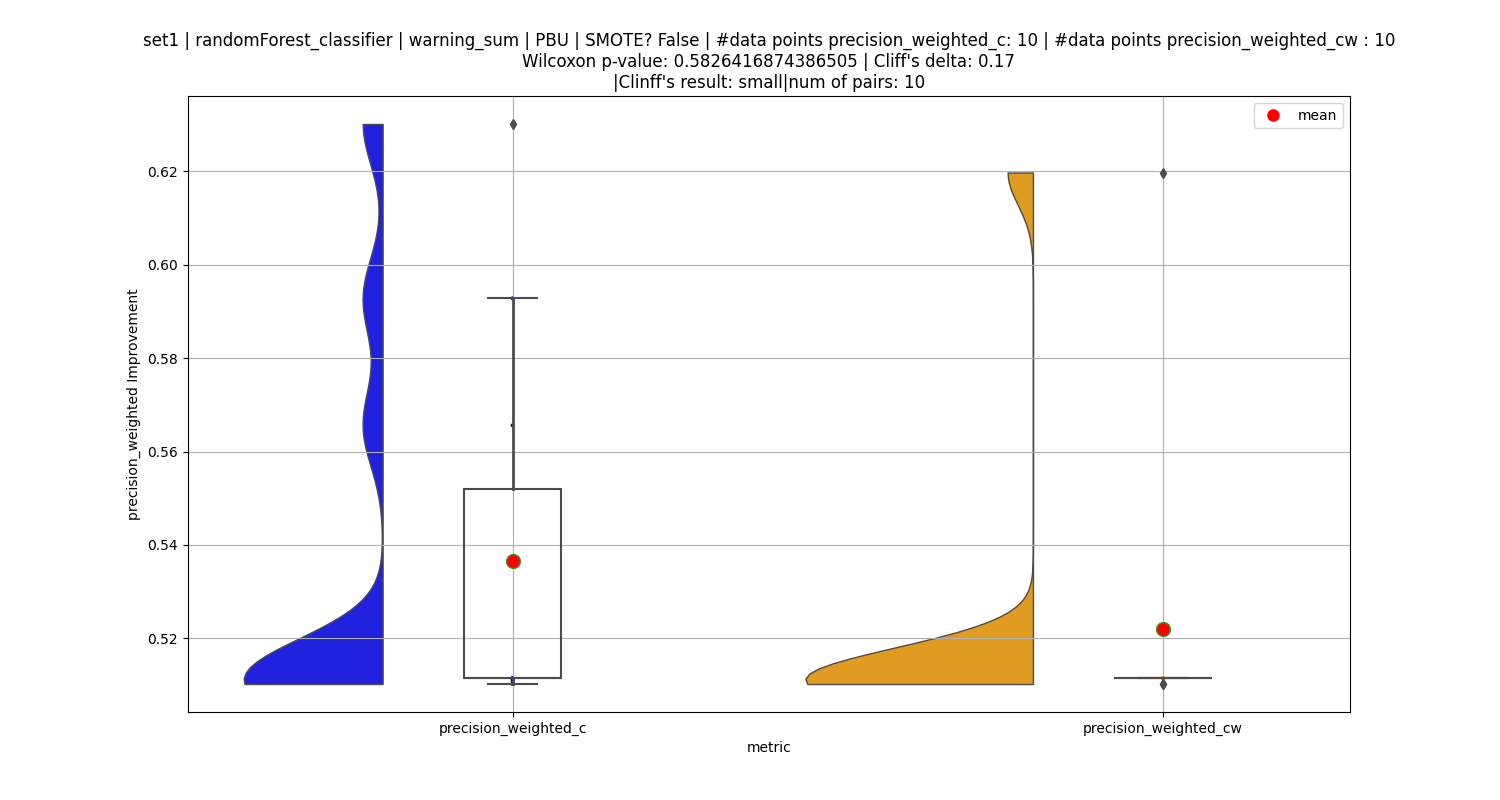 set1 | randomForest_classifier | warning_sum | PBU | SMOTE? False | #data points precision_weighted_c: 10 | #data points precision_weighted_cw : 10
Wilcoxon p-value: 0.5826416874386505 | Cliff's delta: 0.17
|Clinff's result: small|num of pairs: 10
mean
0.62
0.60
0.58
0.56
0.54
0.52
precision_weighted Improvement
precision_weighted_c
precision_weighted_cw
metric